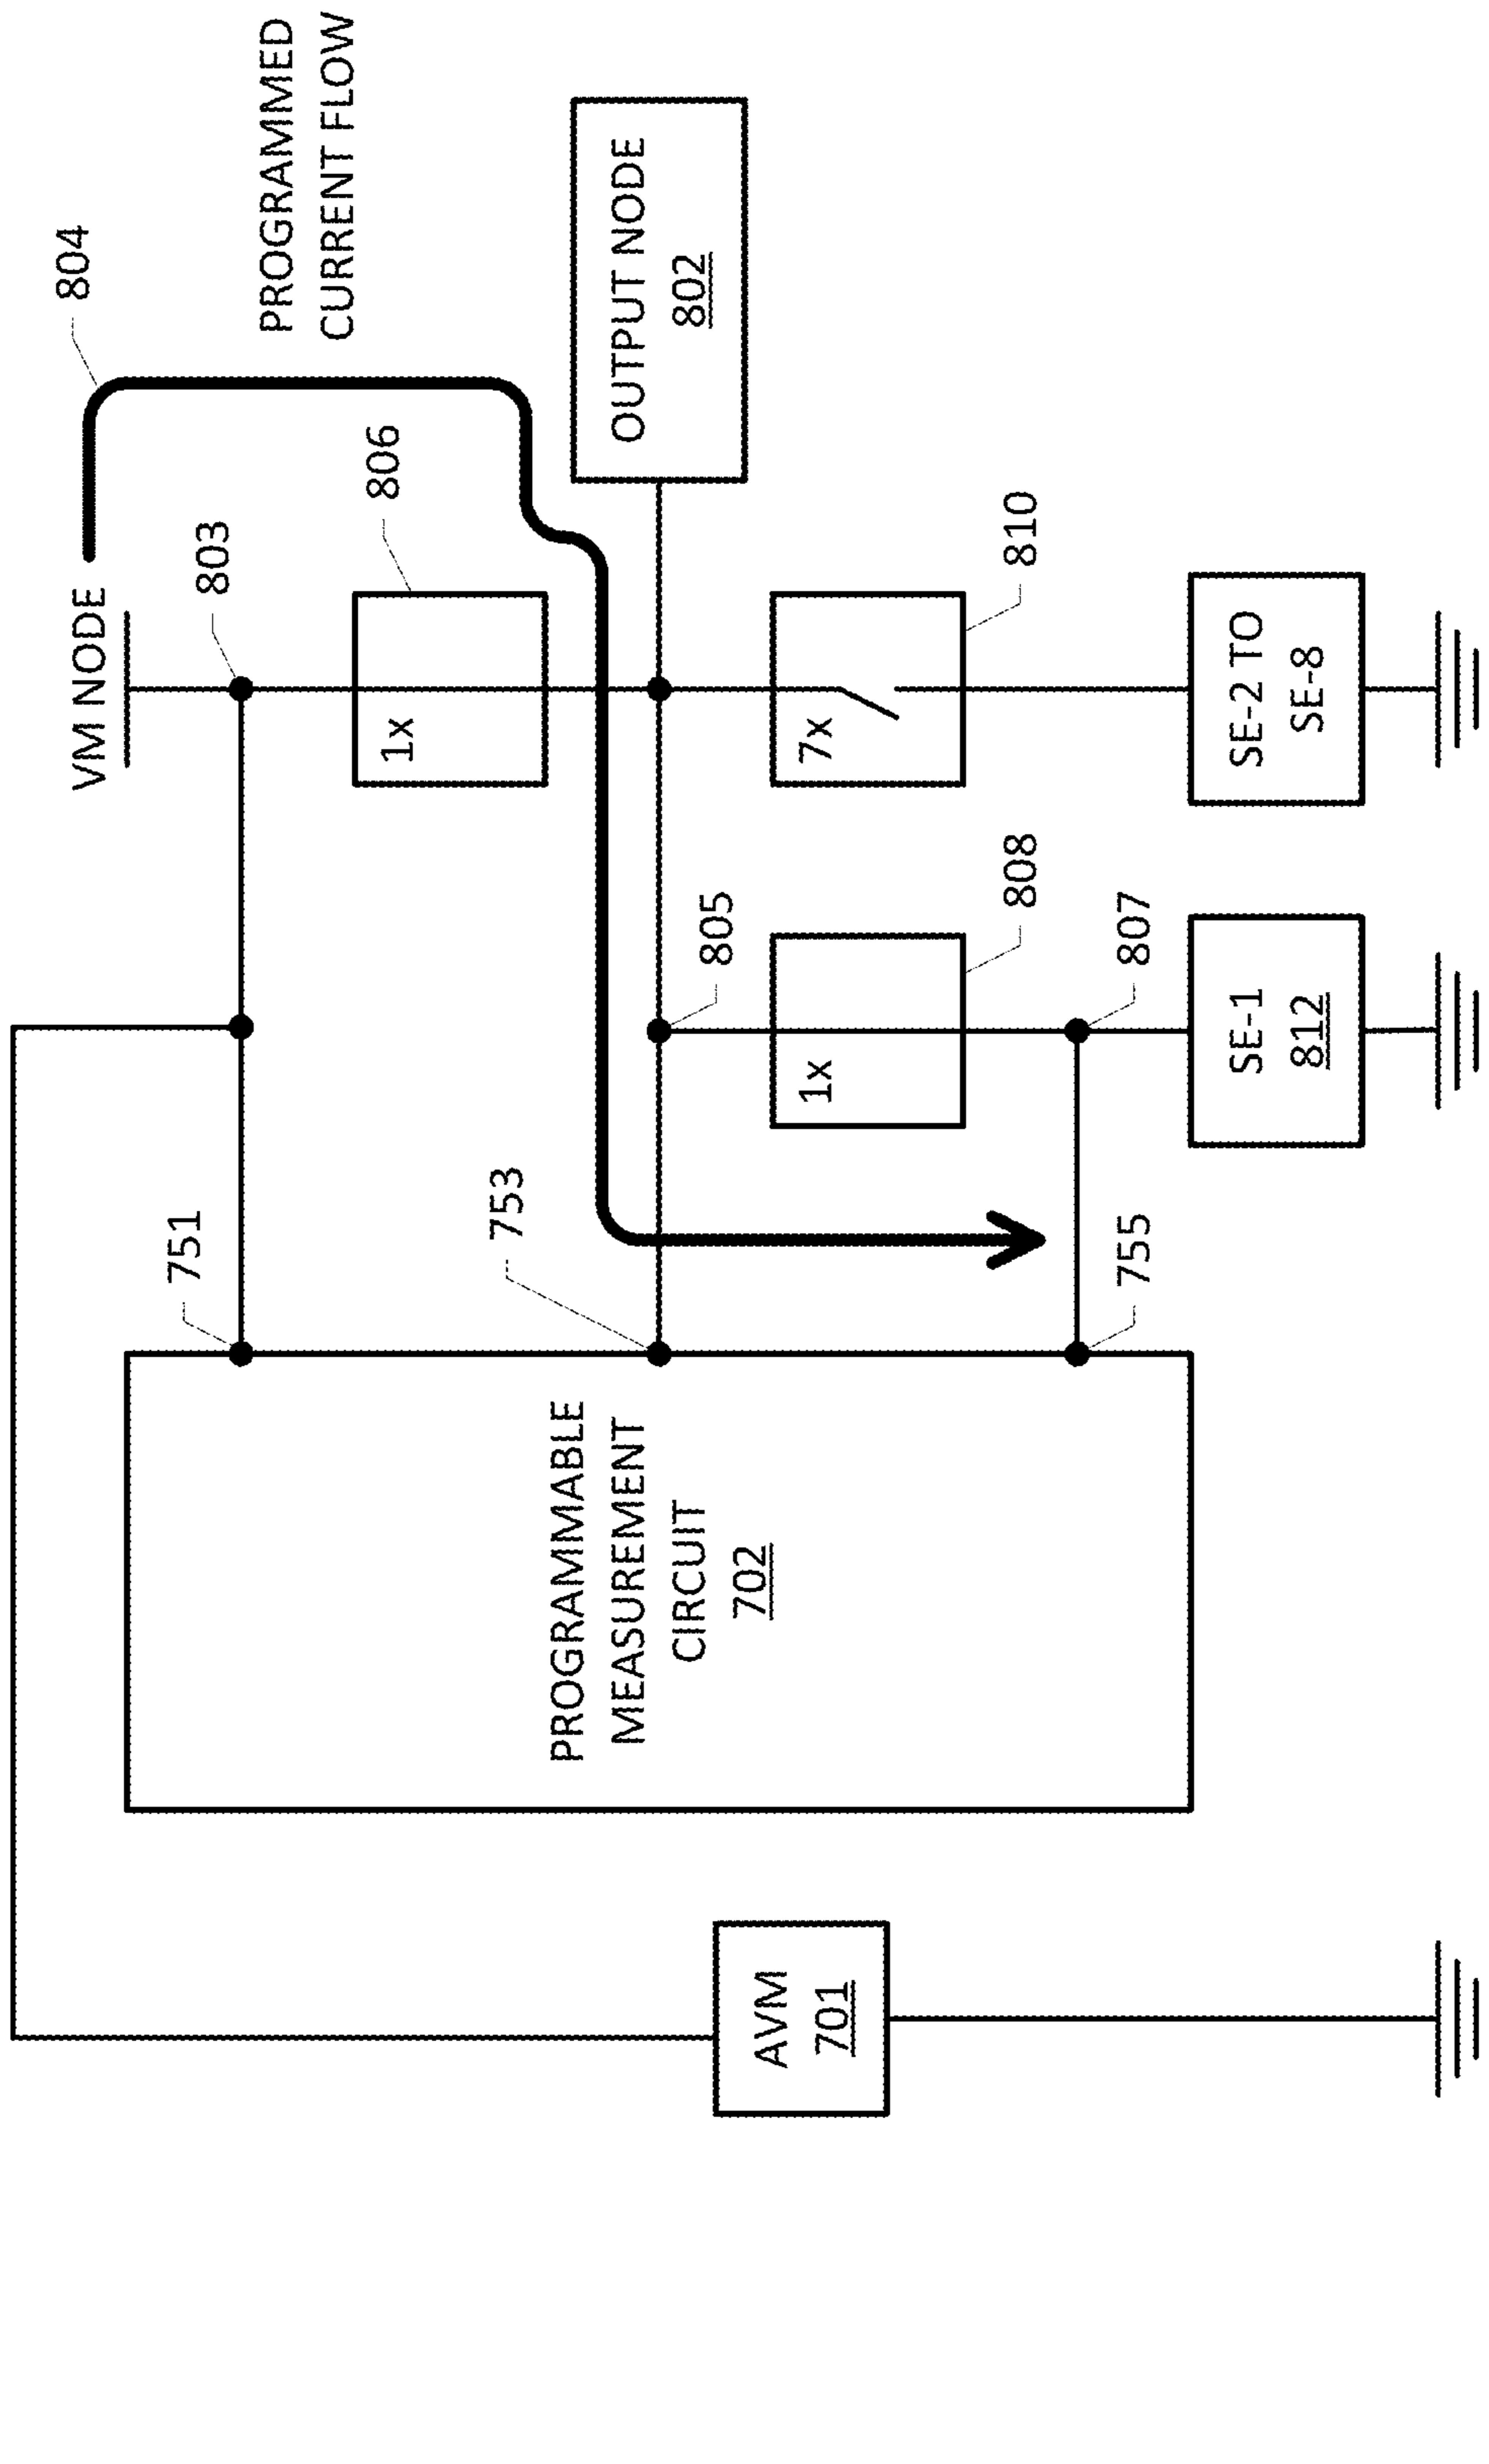 PROGRAMMED
CURRENT FLOW
804
VM NODE
803
806
1x
OUTPUT NODE
802
751
753
805
PROGRAMMABLE
MEASUREMENT
CIRCUIT
702
1x
808
7x
810
807
755
AVM
701
SE-1
812
SE-2 TO
SE-8